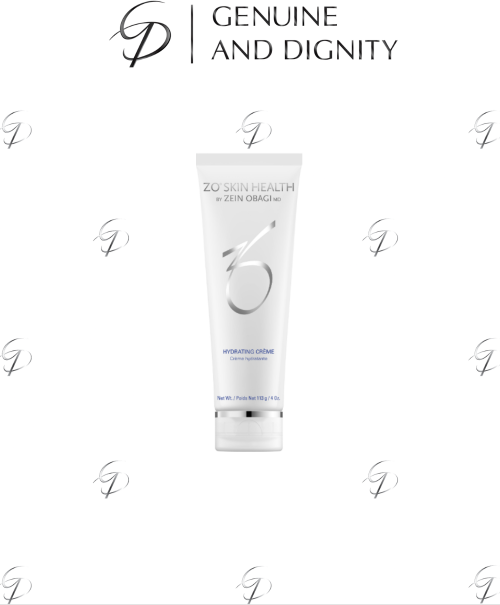 GENUINE
AND DIGNITY
ZO® SKIN HEALTH
BY ZEIN OBAGI MD
HYDRATING CRÈME
Crème hydratante
Net Wt. / Poids Net 113 g / 4 Oz.